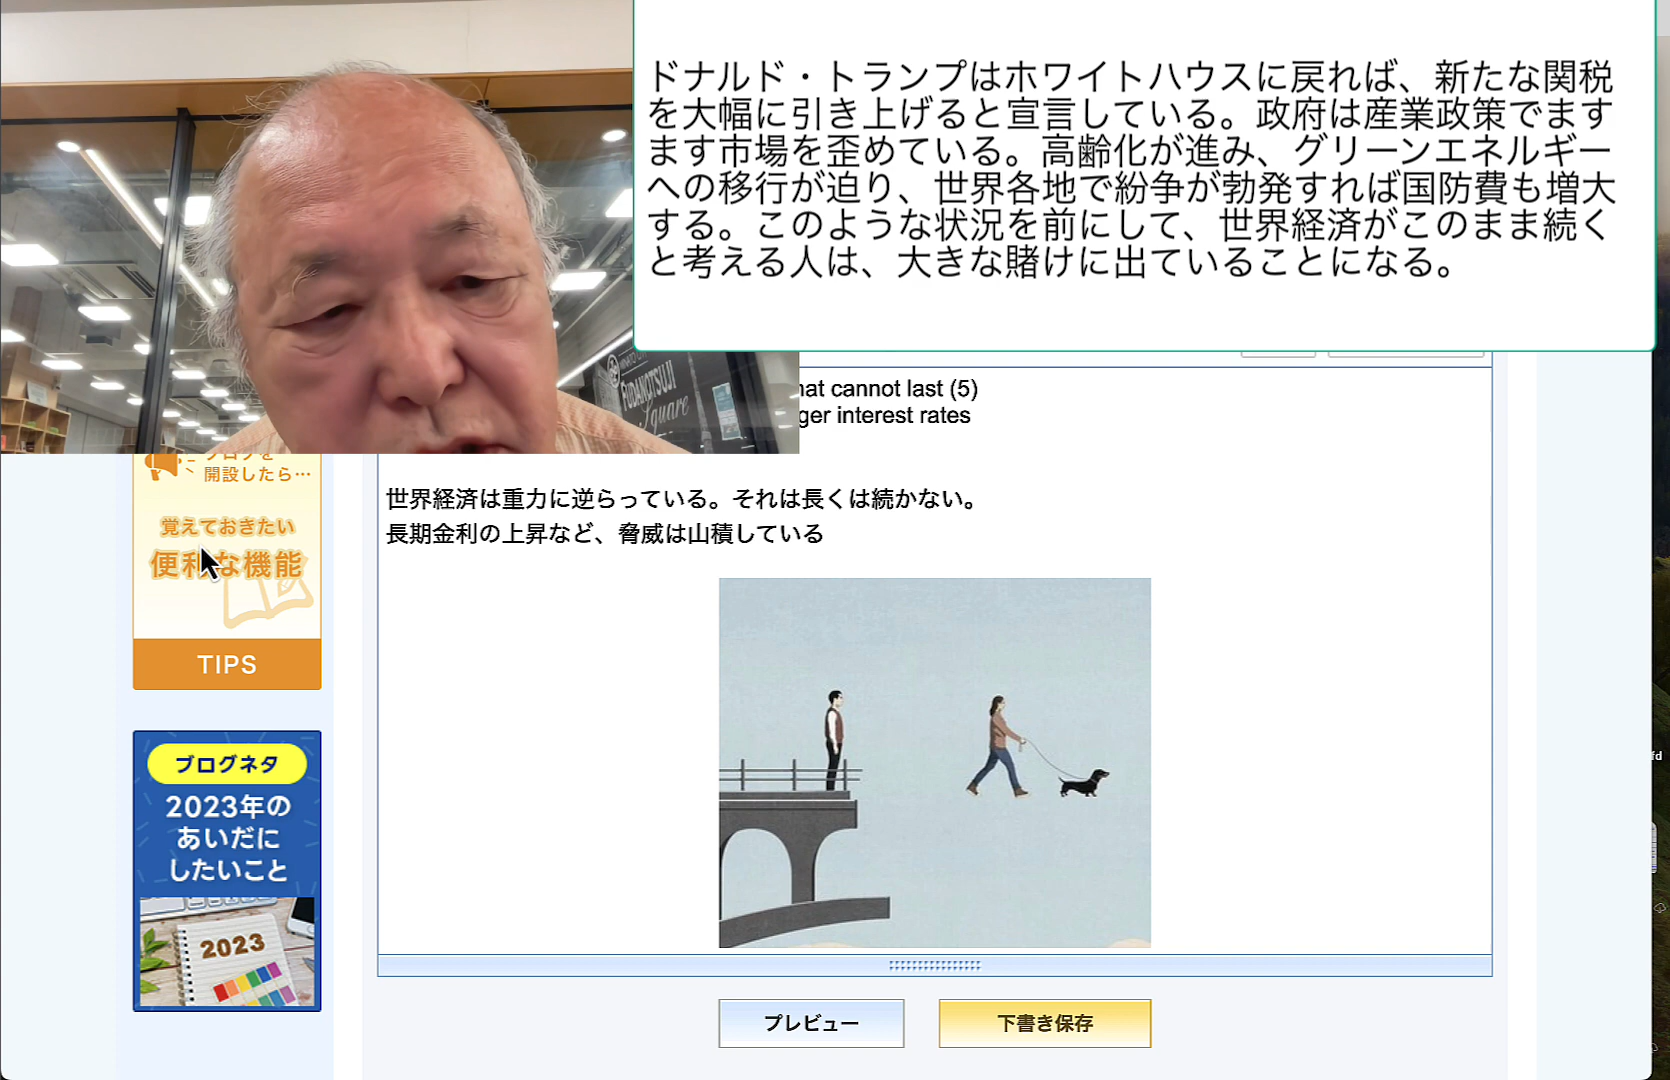 ドナルド・トランプはホワイトハウスに戻れば、新たな関税
を大幅に引き上げると宣言している。政府は産業政策でます
ます市場を歪めている。高齢化が進み、グリーンエネルギー
への移行が迫り、世界各地で紛争が勃発すれば国防費も増大
する。このような状況を前にして、世界経済がこのまま続く
と考える人は、大きな賭けに出ていることになる。
FUDANOTSUJI
Square
hat cannot last (5)
ger interest rates
世界経済は重力に逆らっている。それは長くは続かない。
長期金利の上昇など、脅威は山積している
ブログを
開設したら…
覚えておきたい
便利な機能
TIPS
ブログネタ
2023年の
あいだに
したいこと
2023
プレビュー
下書き保存
fd